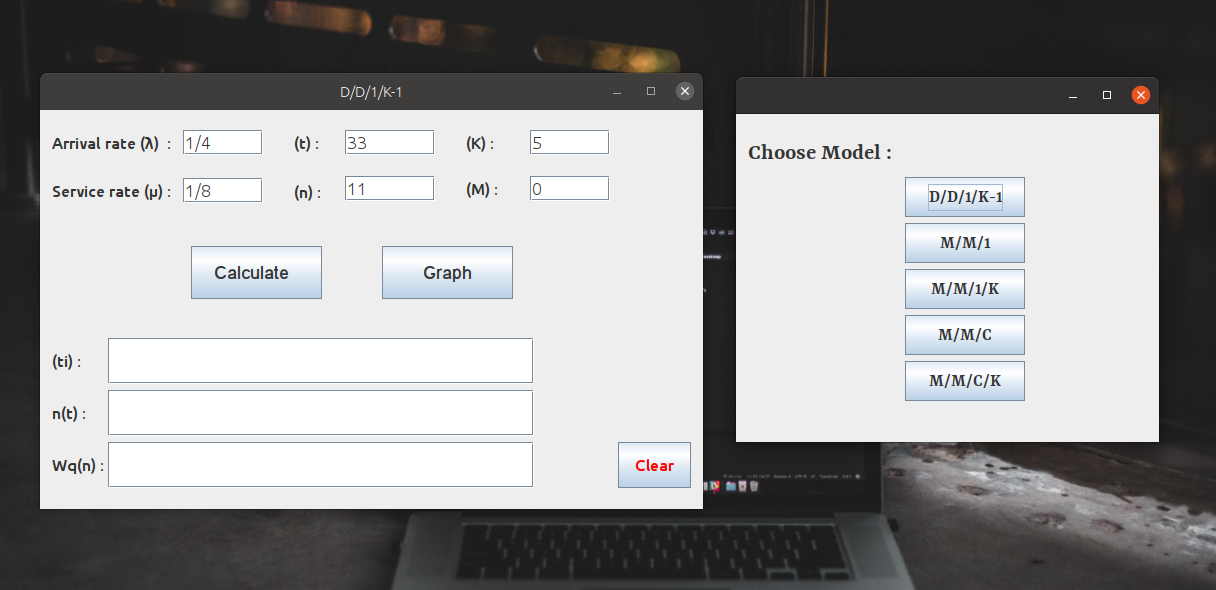 D/D/1/K-1
Arrival rate (λ) : 1/4 (t) : 33 (K) : 5
Service rate (μ) : 1/8 (n) : 11 (M) : 0
Calculate Graph
(ti) :
n(t) :
Wq(n) :
Clear
Choose Model :
D/D/1/K-1
M/M/1
M/M/1/K
M/M/C
M/M/C/K